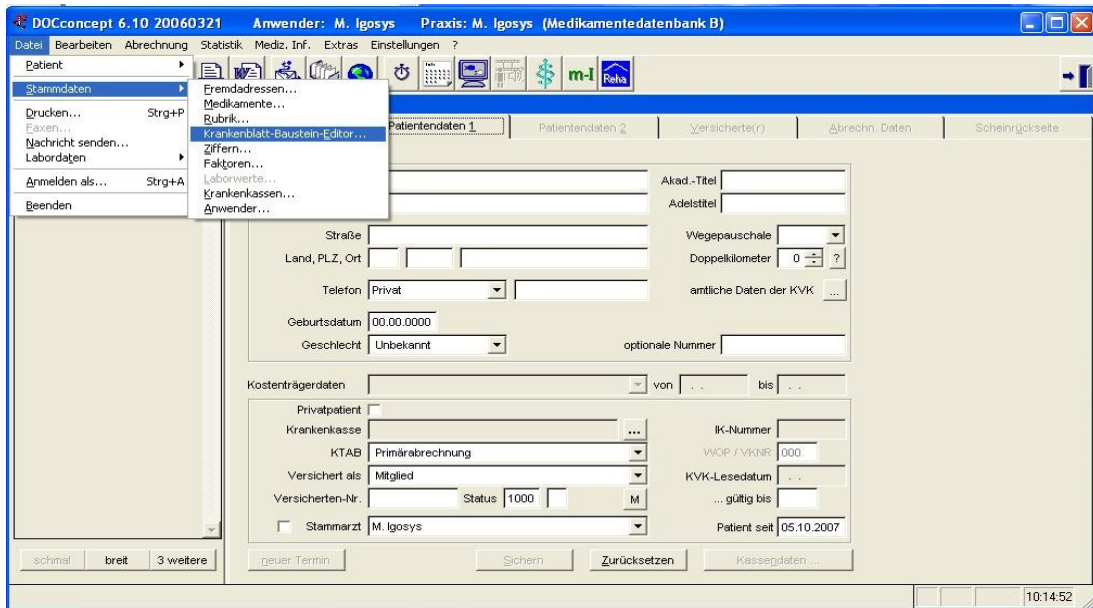 DOCconcept 6.10 20060321 Anwender: M. Igosys Praxis: M. Igosys (Medikamentedatenbank B)
Datei Bearbeiten Abrechnung Statistik Mediz. Inf. Extras Einstellungen ?
m-I Reha
Patient
Stammdaten
Drucken... Strg+P
Faxen...
Nachricht senden...
Labordaten
Anmelden als... Strg+A
Beenden
Fremdadressen...
Medikamente...
Rubrik...
Krankenblatt-Baustein-Editor...
Ziffern...
Faktoren...
Laborwerte...
Krankenkassen...
Anwender...
Patientendaten 1 Patientendaten 2 Versicherte(r) Abrechn. Daten Scheinrückseite
Akad.-Titel
Adelstitel
Straße Wegepauschale
Land, PLZ, Ort Doppelkilometer 0 ?
Telefon Privat amtliche Daten der KVK ...
Geburtsdatum 00.00.0000
Geschlecht Unbekannt optionale Nummer
Kostenträgerdaten von . . bis . .
Privatpatient
Krankenkasse ... IK-Nummer
KTAB Primärabrechnung WOP / VKNR 000
Versichert als Mitglied KVK-Lesedatum . .
Versicherten-Nr. Status 1000 M ... gültig bis
Stammarzt M. Igosys Patient seit 05.10.2007
schmal breit 3 weitere neuer Termin Sichern Zurücksetzen Kassendaten ...
10:14:52